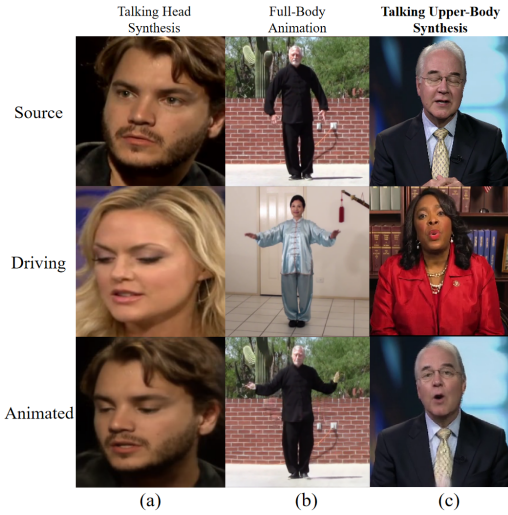 Talking Head
Synthesis
Full-Body
Animation
Talking Upper-Body
Synthesis
Source
Driving
Animated
(a)
(b)
(c)